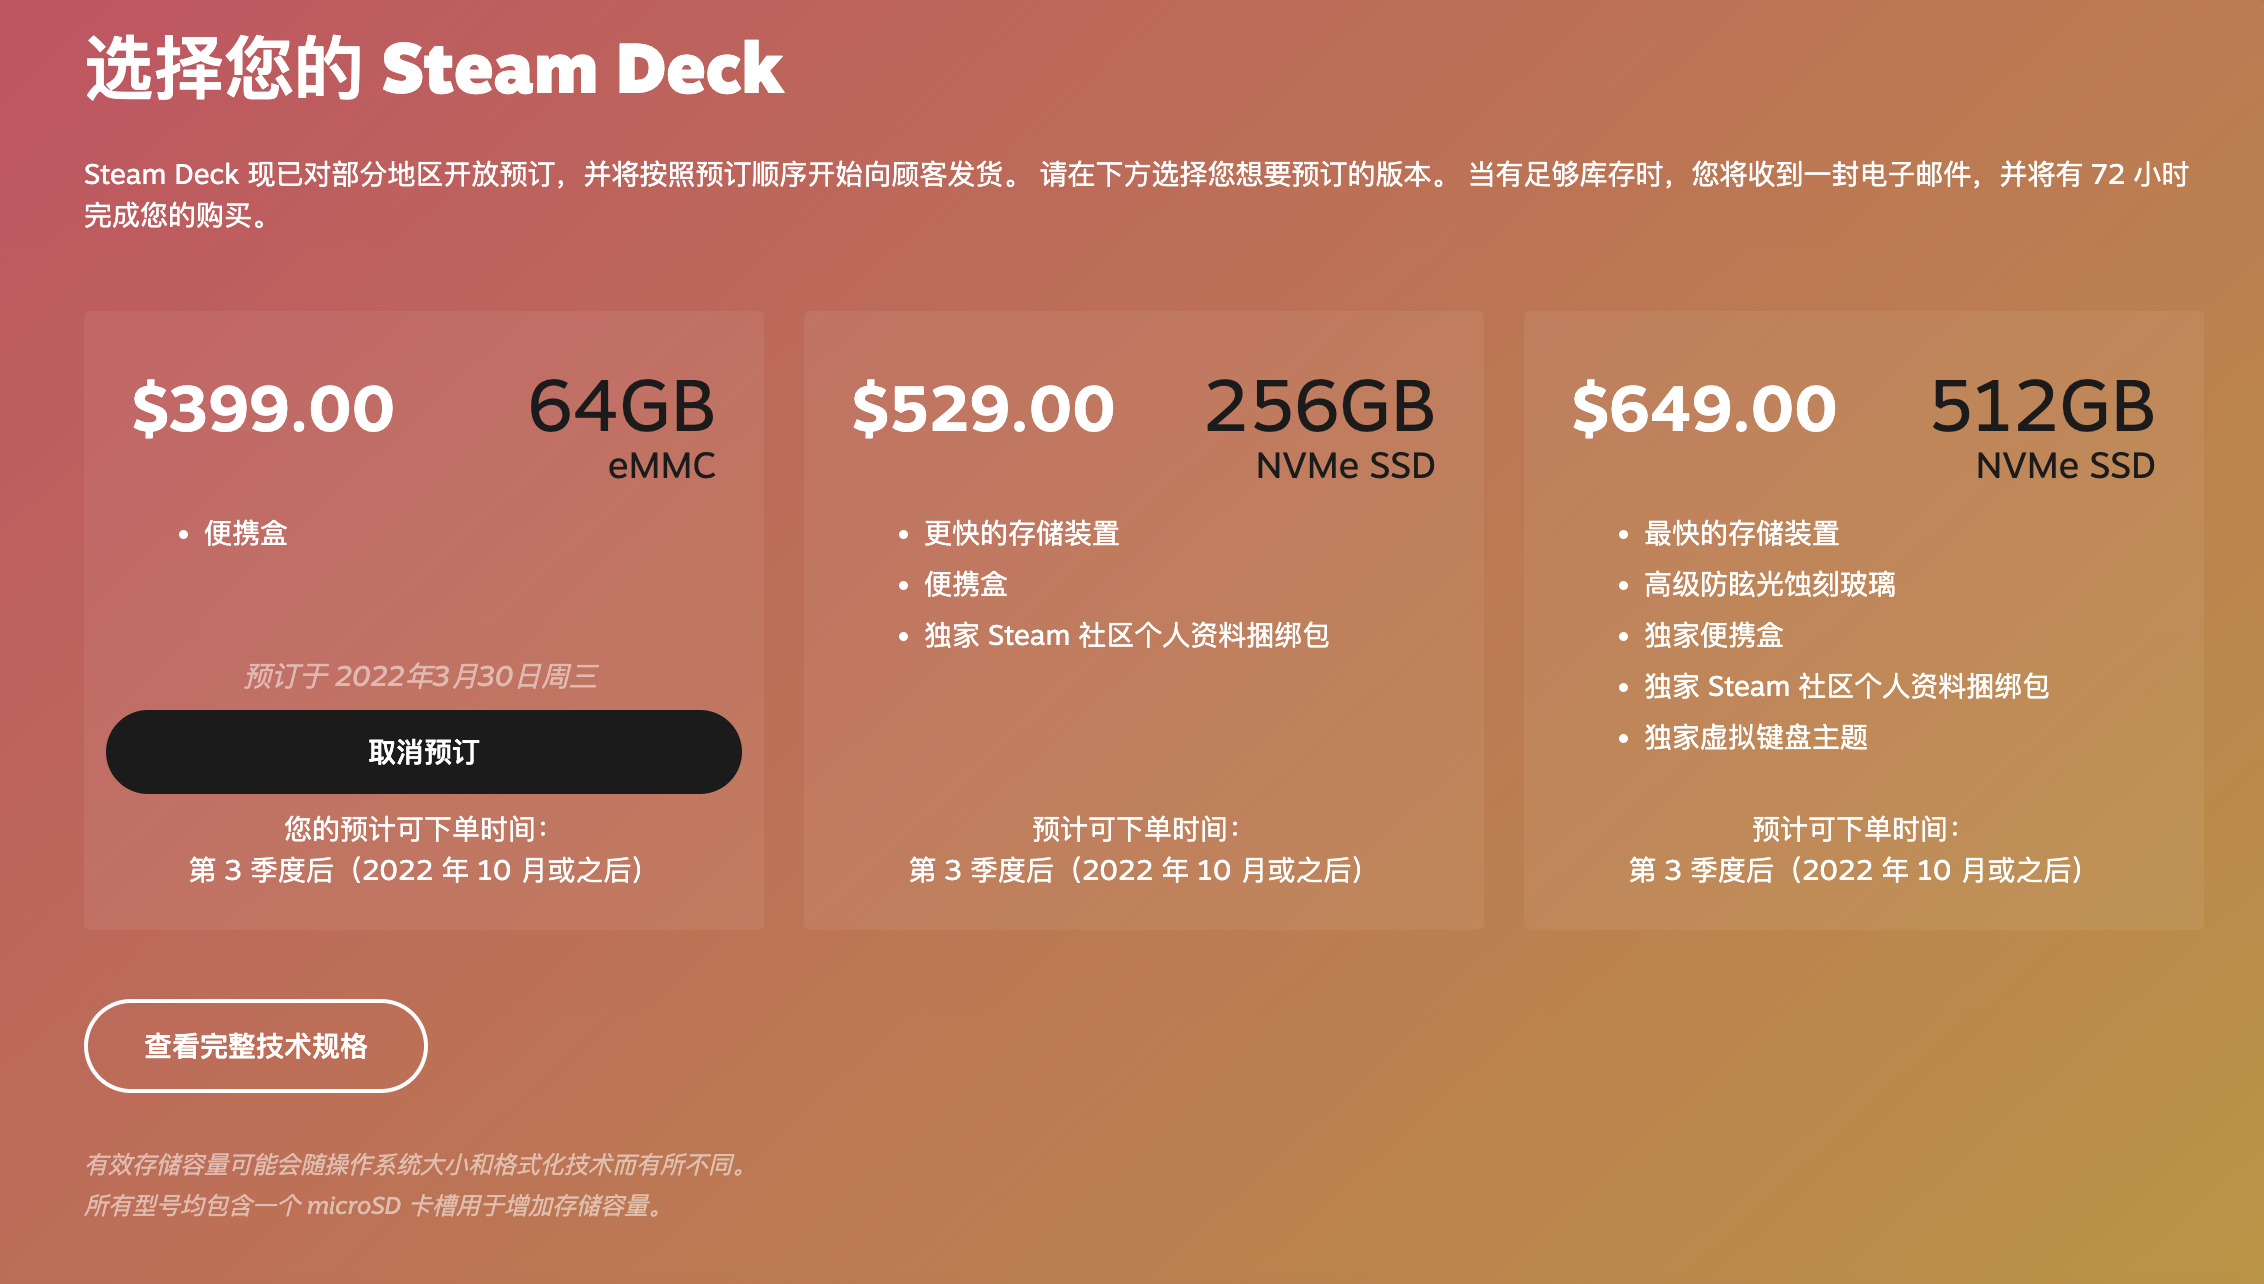 选择您的 Steam Deck
Steam Deck 现已对部分地区开放预订，并将按照预订顺序开始向顾客发货。 请在下方选择您想要预订的版本。 当有足够库存时，您将收到一封电子邮件，并将有 72 小时
完成您的购买。
$399.00
64GB
eMMC
• 便携盒
预订于 2022年3月30日周三
取消预订
您的预计可下单时间：
第 3 季度后（2022 年 10 月或之后）
$529.00
256GB
NVMe SSD
• 更快的存储装置
• 便携盒
• 独家 Steam 社区个人资料捆绑包
预计可下单时间：
第 3 季度后（2022 年 10 月或之后）
$649.00
512GB
NVMe SSD
• 最快的存储装置
• 高级防眩光蚀刻玻璃
• 独家便携盒
• 独家 Steam 社区个人资料捆绑包
• 独家虚拟键盘主题
预计可下单时间：
第 3 季度后（2022 年 10 月或之后）
查看完整技术规格
有效存储容量可能会随操作系统大小和格式化技术而有所不同。
所有型号均包含一个 microSD 卡槽用于增加存储容量。